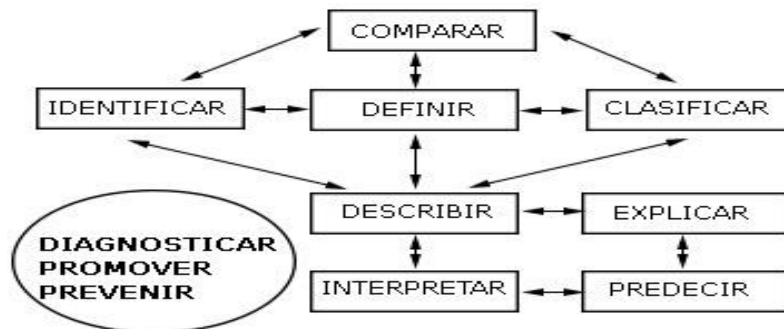 COMPARAR
IDENTIFICAR
DEFINIR
CLASIFICAR
DESCRIBIR
EXPLICAR
DIAGNOSTICAR
PROMOVER
PREVENIR
INTERPRETAR
PREDECIR